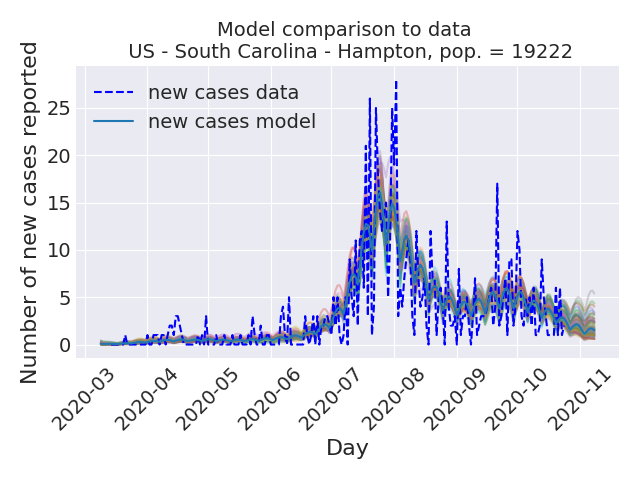 Model comparison to data
US - South Carolina - Hampton, pop. = 19222
Number of new cases reported
25
20
15
10
5
0
new cases data
new cases model
2020-03
2020-04
2020-05
2020-06
2020-07
2020-08
2020-09
2020-10
2020-11
Day